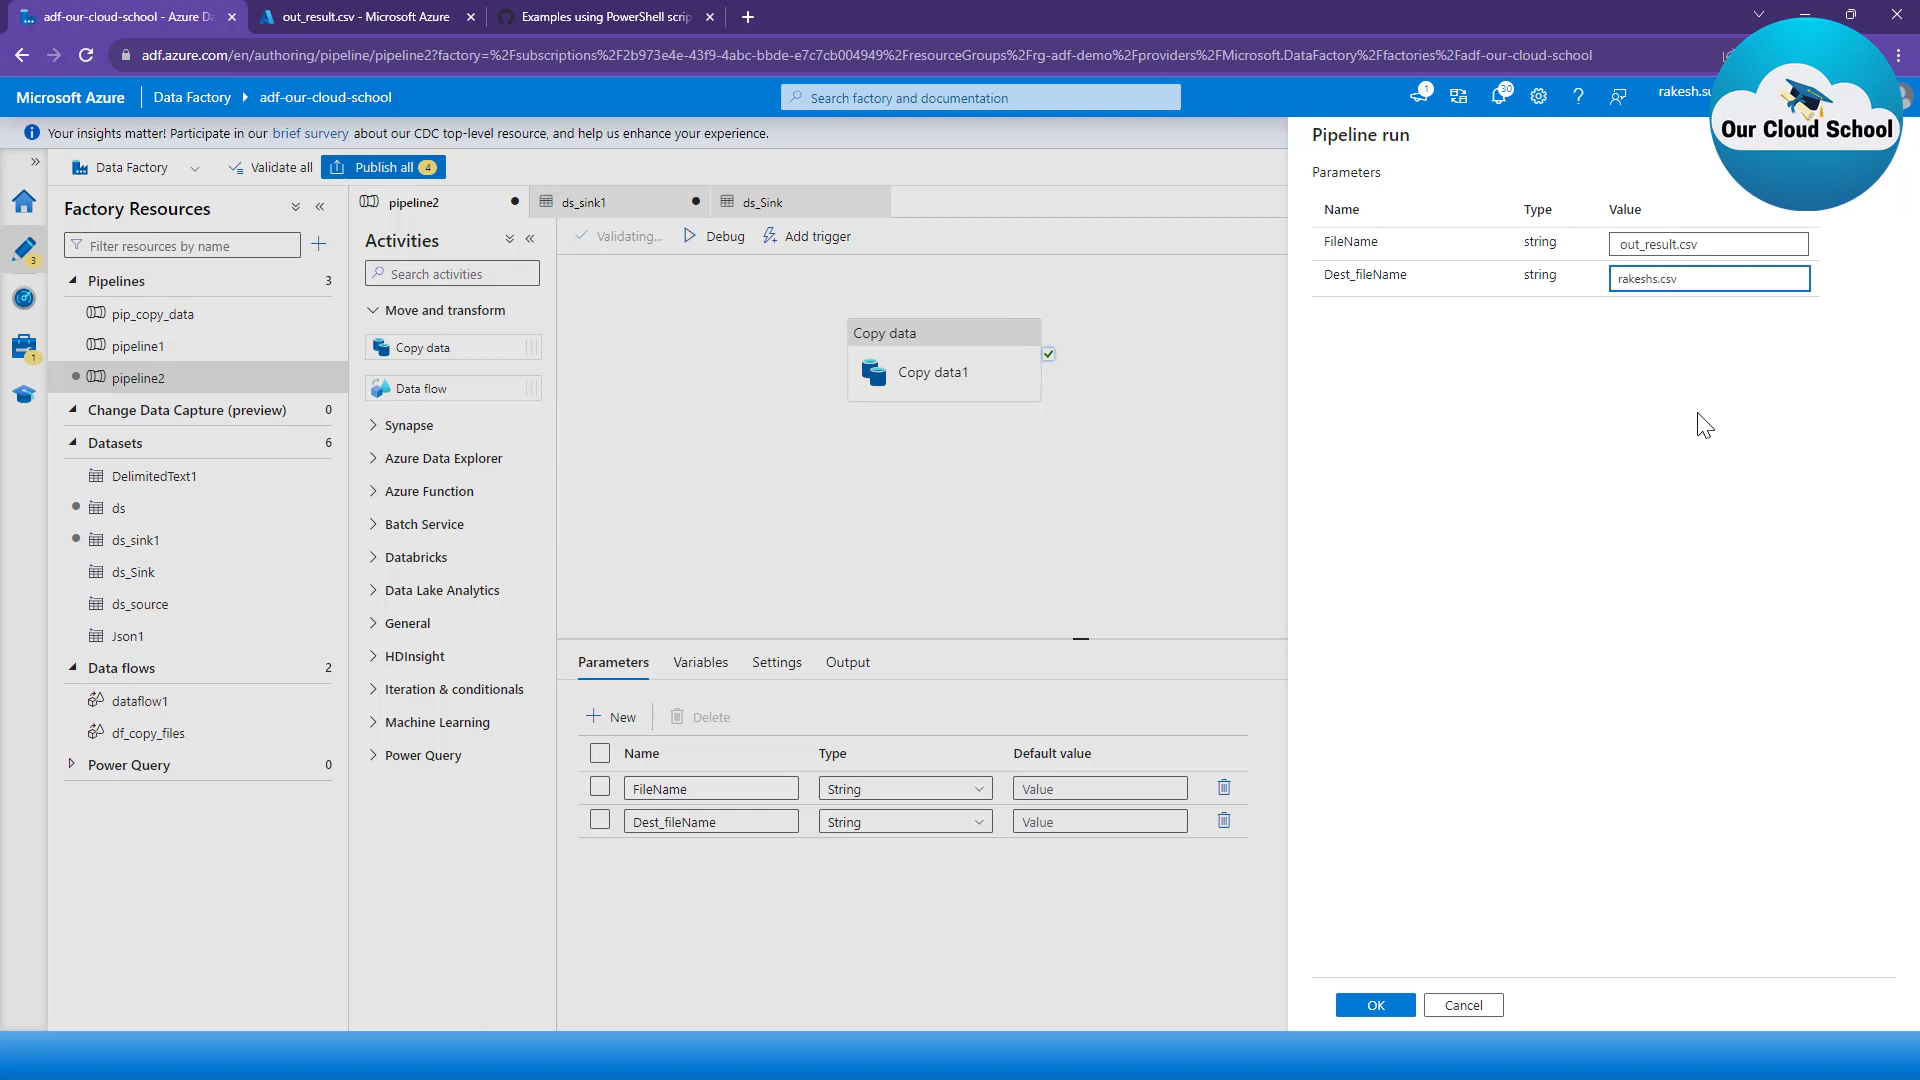 adf-our-cloud-school - Azure Da
out_result.csv - Microsoft Azure
Examples using PowerShell scrip
adf.azure.com/en/authoring/pipeline/pipeline2?factory=%2Fsubscriptions%2F2b973e4e-43f9-4abc-bbde-e7c7cb004949%2FresourceGroups%2Frg-adf-demo%2Fproviders%2FMicrosoft.DataFactory%2Ffactories%2Fadf-our-cloud-school
Microsoft Azure
Data Factory
adf-our-cloud-school
Search factory and documentation
1
30
rakesh.su
Our Cloud School
Your insights matter! Participate in our brief survey about our CDC top-level resource, and help us enhance your experience.
Data Factory
Validate all
Publish all
4
3
1
Factory Resources
Filter resources by name
Pipelines
3
pip_copy_data
pipeline1
pipeline2
Change Data Capture (preview)
0
Datasets
6
DelimitedText1
ds
ds_sink1
ds_Sink
ds_source
Json1
Data flows
2
dataflow1
df_copy_files
Power Query
0
pipeline2
ds_sink1
ds_Sink
Activities
Search activities
Move and transform
Copy data
Data flow
Synapse
Azure Data Explorer
Azure Function
Batch Service
Databricks
Data Lake Analytics
General
HDInsight
Iteration & conditionals
Machine Learning
Power Query
Validating...
Debug
Add trigger
Copy data
Copy data1
Parameters
Variables
Settings
Output
New
Delete
Name
Type
Default value
FileName
String
Value
Dest_fileName
String
Value
Pipeline run
Parameters
Name
Type
Value
FileName
string
out_result.csv
Dest_fileName
string
rakeshs.csv
OK
Cancel